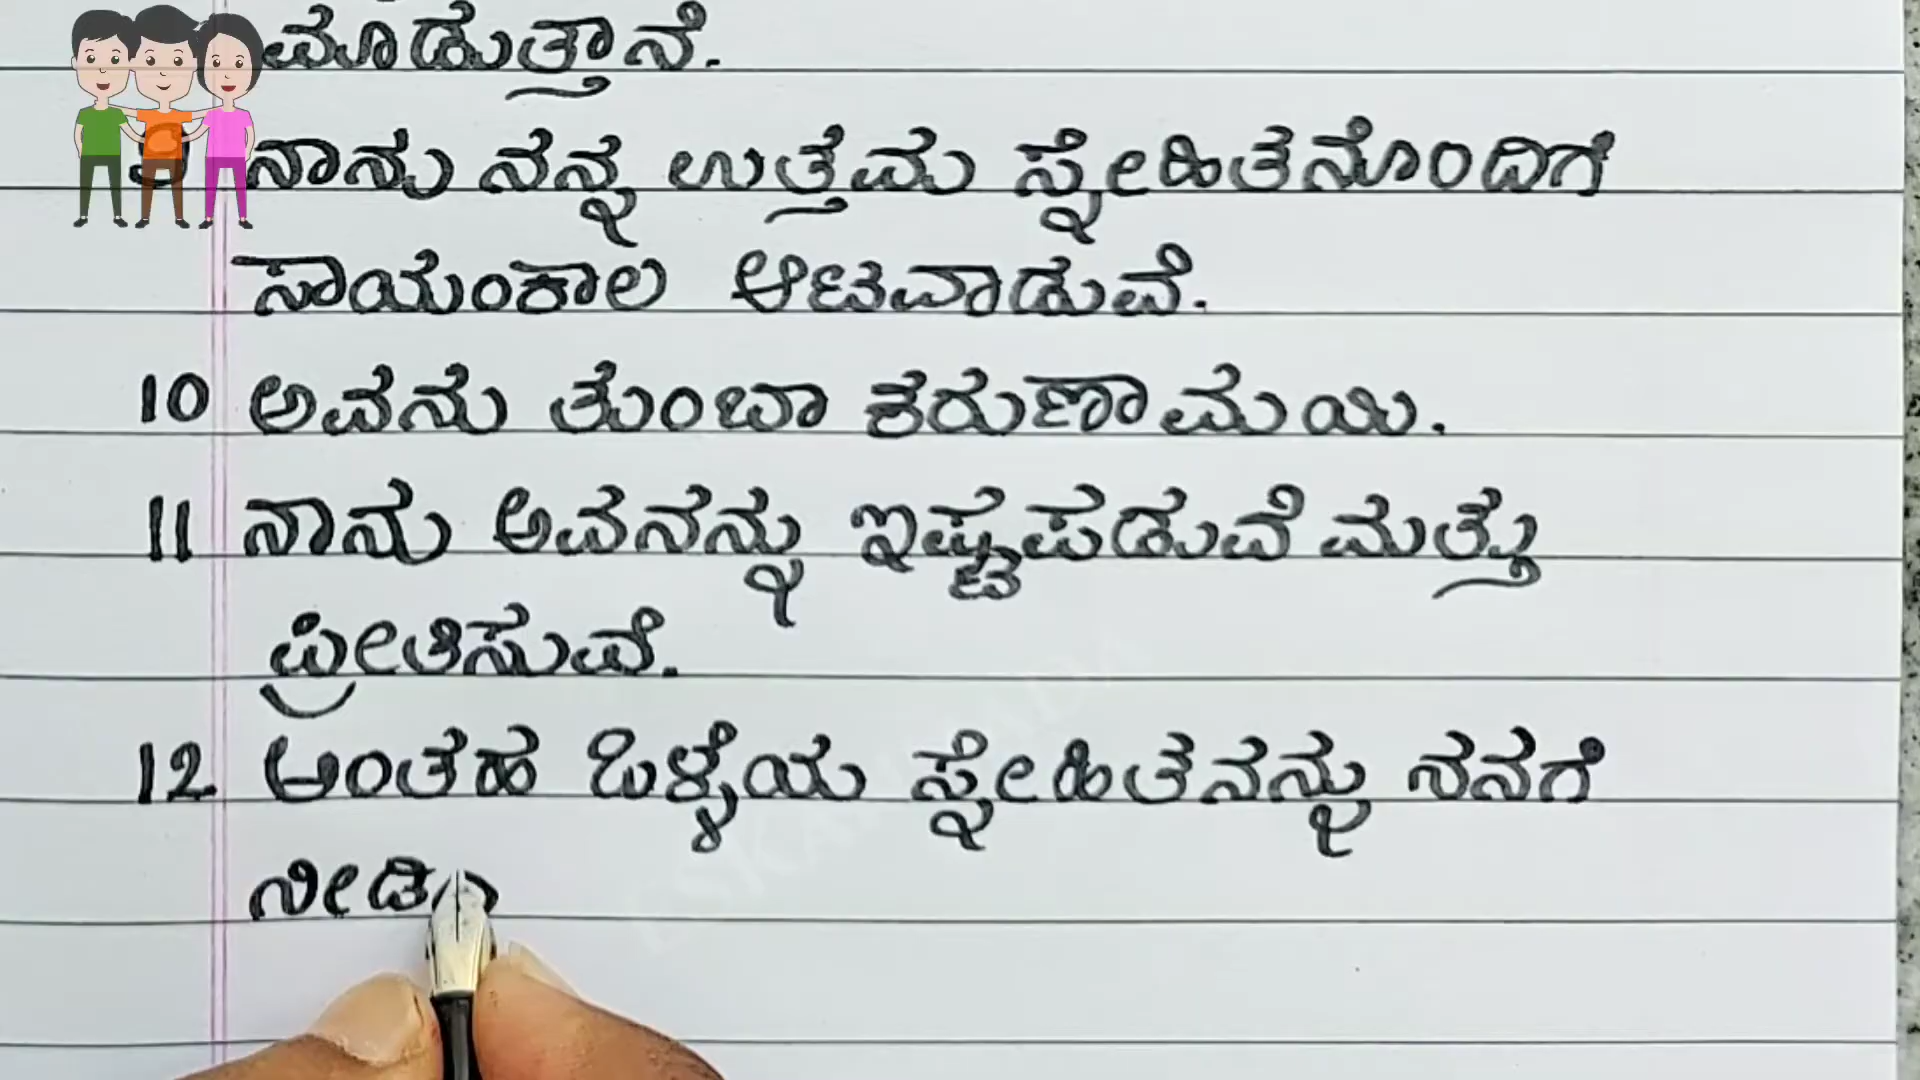 ಮಾಡುತ್ತಾನೆ.
9 ನಾನು ನನ್ನ ಉತ್ತಮ ಸ್ನೇಹಿತನೊಂದಿಗೆ
ಸಾಯಂಕಾಲ ಆಟವಾಡುವೆ.
10 ಅವನು ತುಂಬಾ ಕರುಣಾಮಯಿ.
11 ನಾನು ಅವನನ್ನು ಇಷ್ಟಪಡುವೆ ಮತ್ತು
ಪ್ರೀತಿಸುವೆ.
12 ಅಂತಹ ಒಳ್ಳೆಯ ಸ್ನೇಹಿತನನ್ನು ನನಗೆ